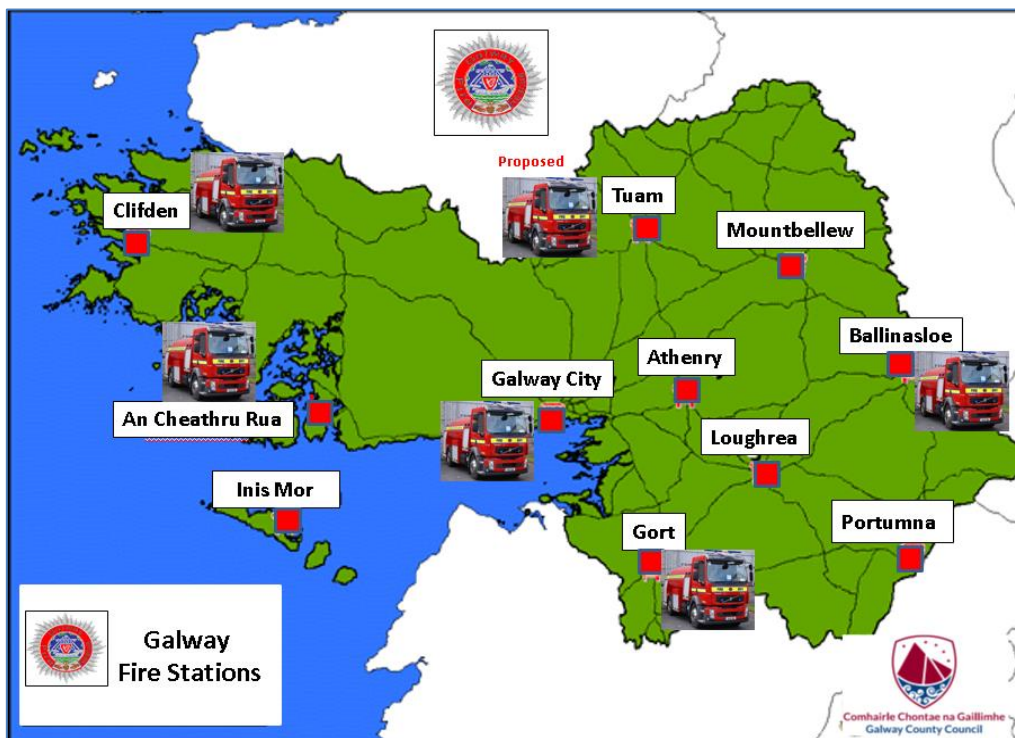 Proposed
Clifden
Tuam
Mountbellew
Ballinasloe
Athenry
Galway City
An Cheathru Rua
Loughrea
Inis Mor
Portumna
Gort
Galway
Fire Stations
Comhairle Chontae na Gaillimhe
Galway County Council